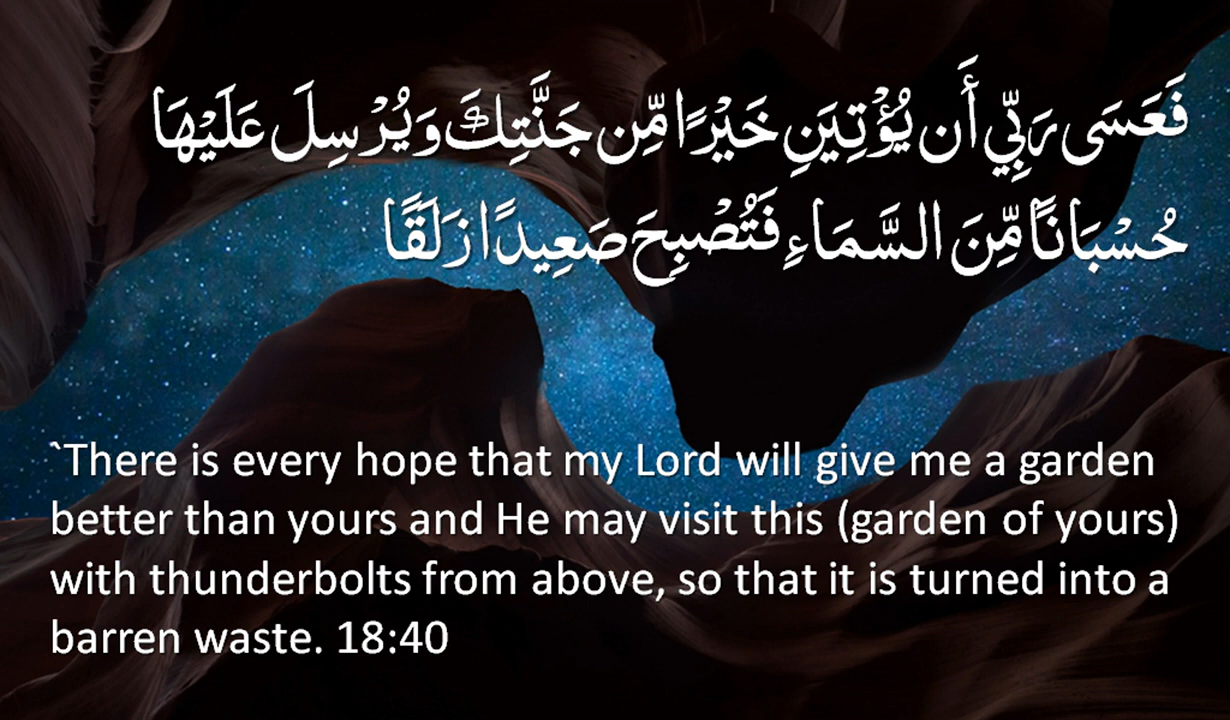 فَعَسَى رَبِّي أَن يُؤْتِيَنِ خَيْرًا مِّن جَنَّتِكَ وَيُرْسِلَ عَلَيْهَا
حُسْبَانًا مِّنَ السَّمَاءِ فَتُصْبِحَ صَعِيدًا زَلَقًا
`There is every hope that my Lord will give me a garden
better than yours and He may visit this (garden of yours)
with thunderbolts from above, so that it is turned into a
barren waste. 18:40